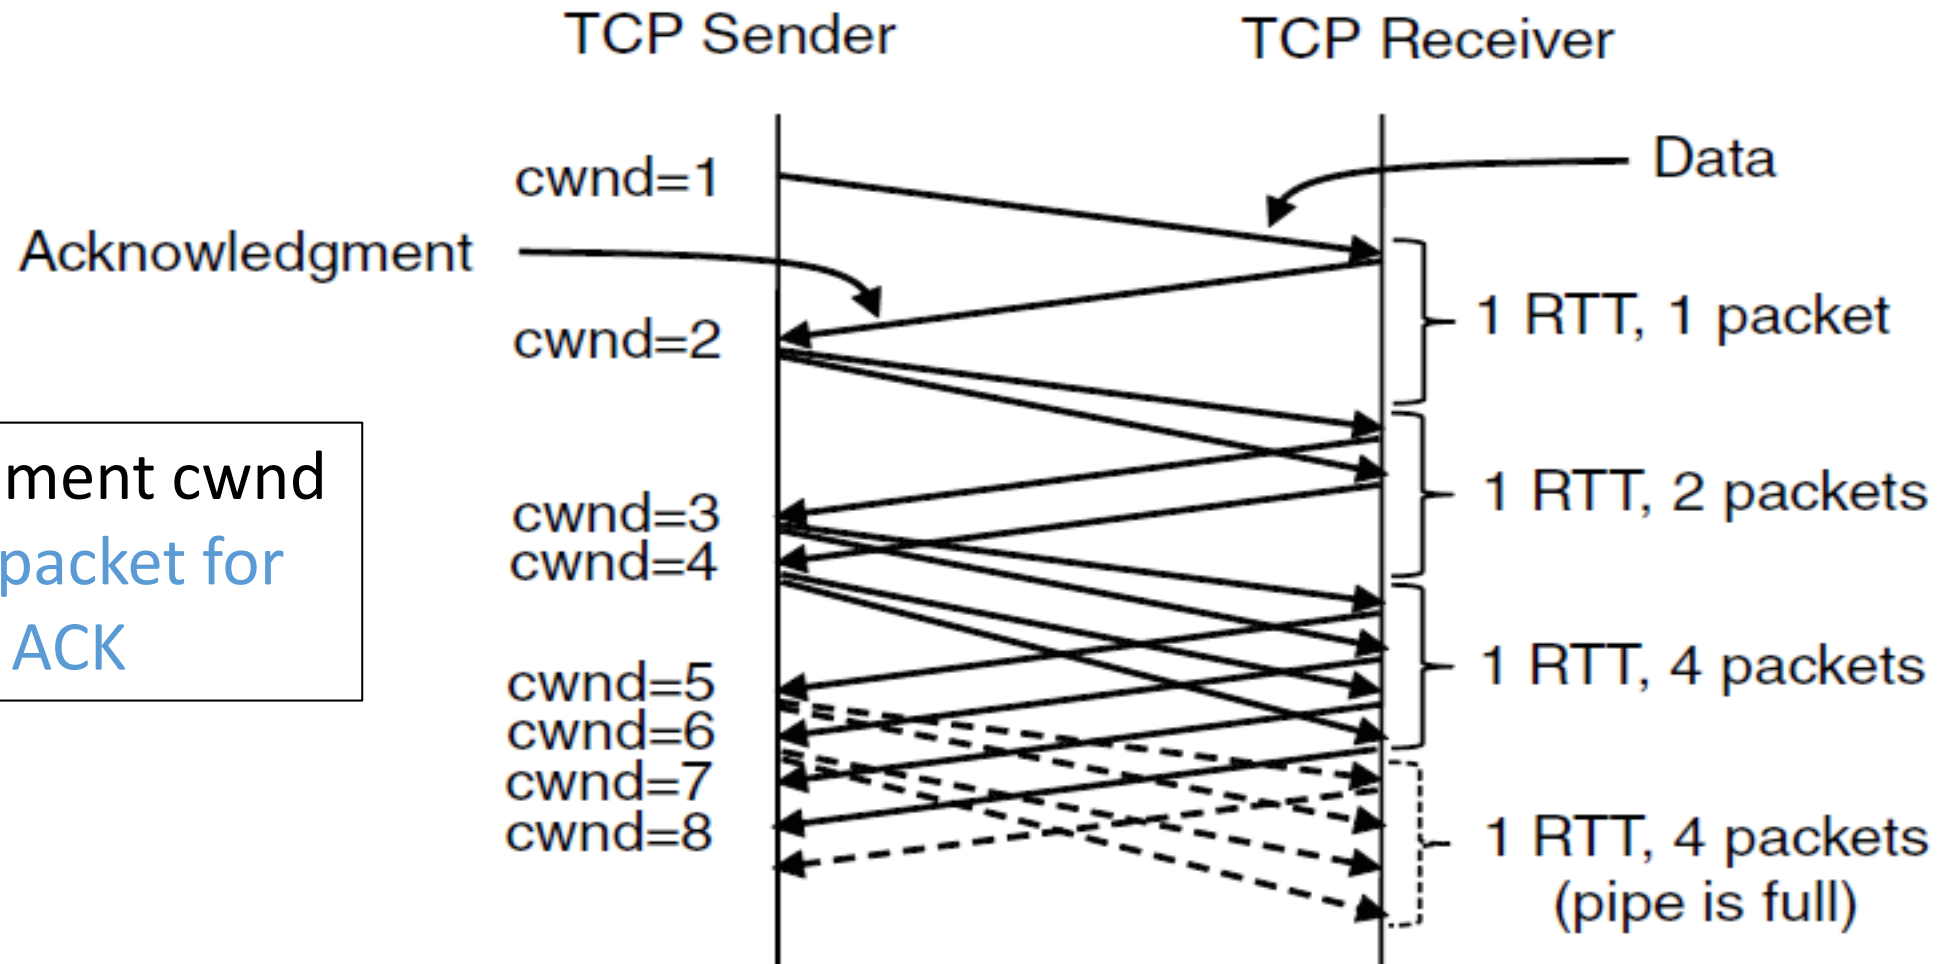 TCP Sender
TCP Receiver
cwnd=1
Data
Acknowledgment
1 RTT, 1 packet
cwnd=2
ment cwnd
packet for
ACK
1 RTT, 2 packets
cwnd=3
cwnd=4
1 RTT, 4 packets
cwnd=5
cwnd=6
cwnd=7
cwnd=8
1 RTT, 4 packets
(pipe is full)